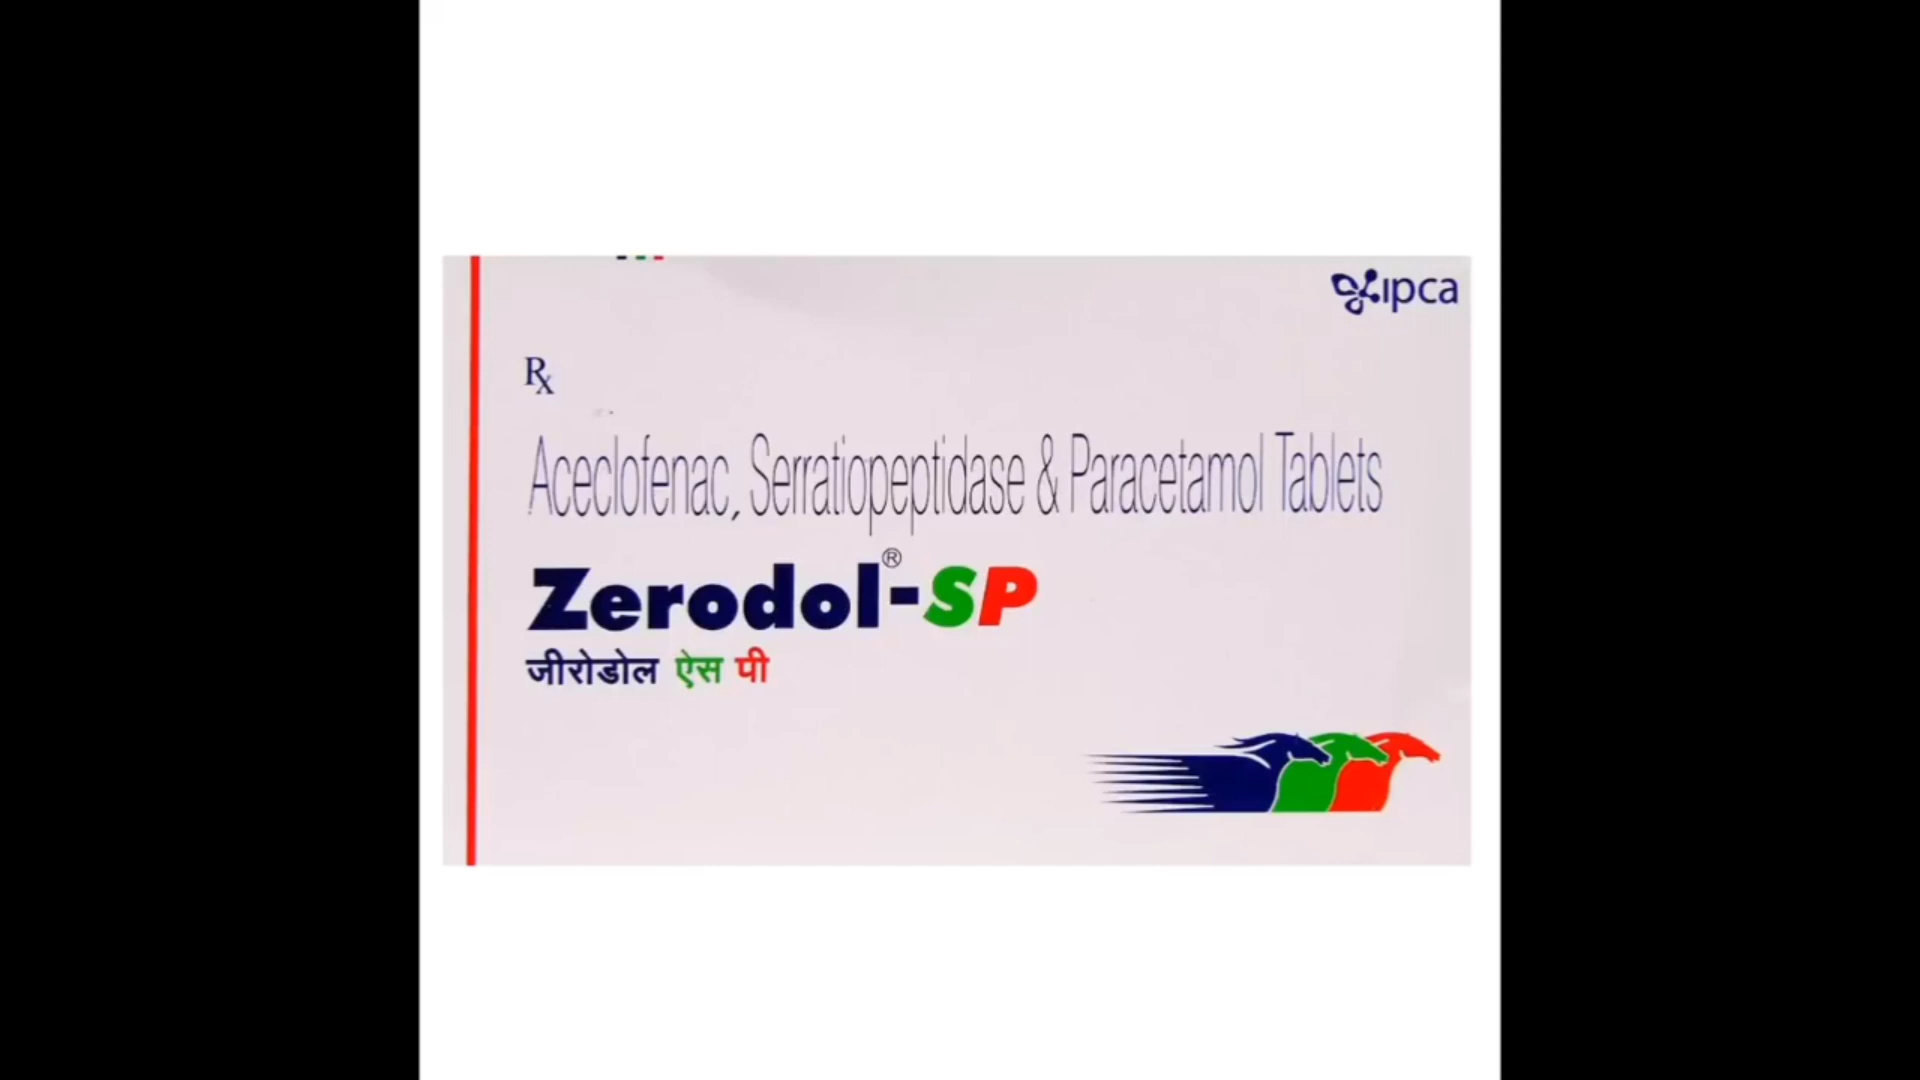 ipca
Rx
Aceclofenac, Serratiopeptidase & Paracetamol Tablets
Zerodol®-SP
जीरोडोल ऐस पी